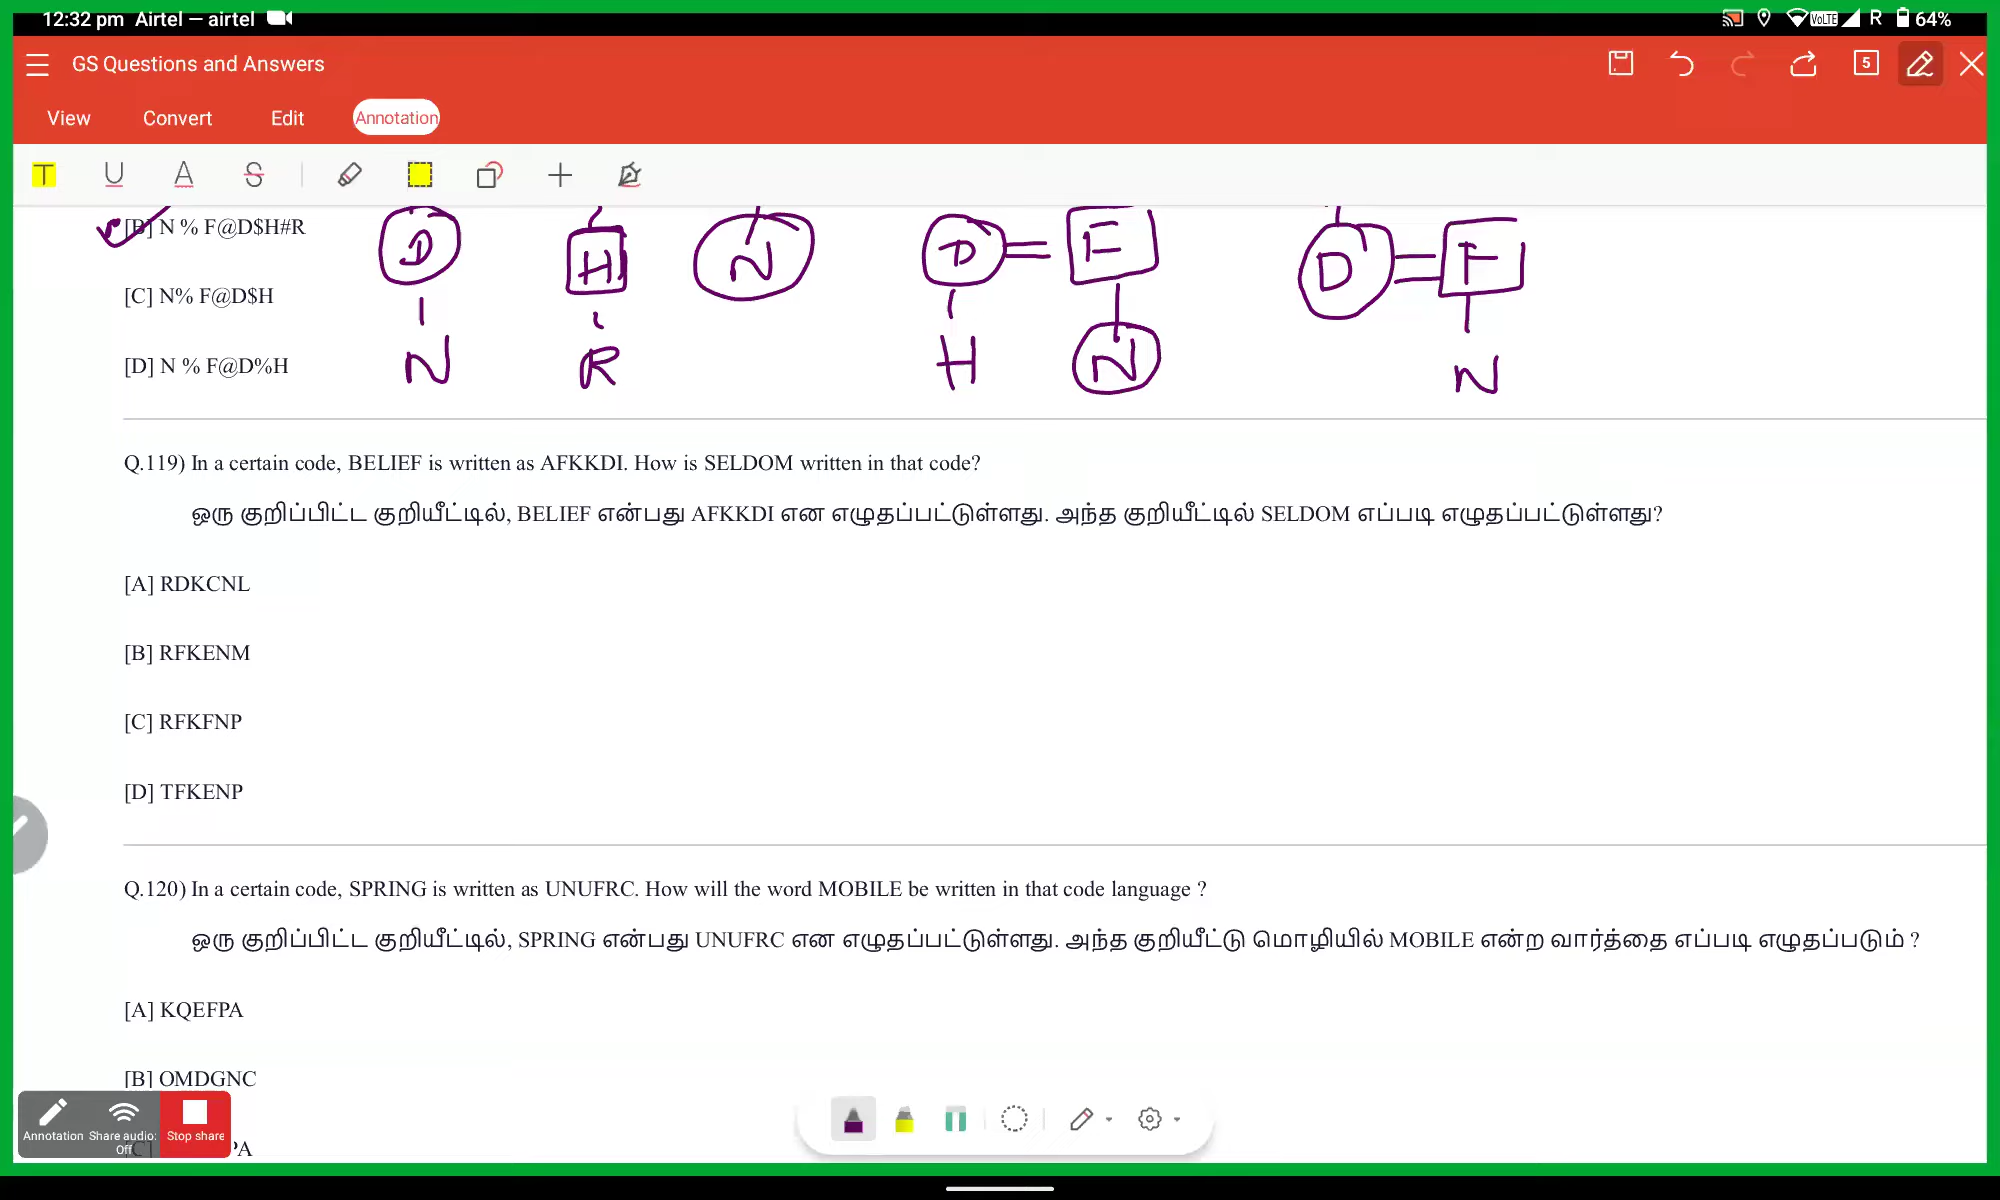 12:32 pm Airtel — airtel VoLTE R 64%
GS Questions and Answers 5
View Convert Edit Annotation
T U A S
[B] N % F@D$H#R
D H N D = F D = F
[C] N% F@D$H
[D] N % F@D%H
N R H N N
Q.119) In a certain code, BELIEF is written as AFKKDI. How is SELDOM written in that code?
ஒரு குறிப்பிட்ட குறியீட்டில், BELIEF என்பது AFKKDI என எழுதப்பட்டுள்ளது. அந்த குறியீட்டில் SELDOM எப்படி எழுதப்பட்டுள்ளது?
[A] RDKCNL
[B] RFKENM
[C] RFKFNP
[D] TFKENP
Q.120) In a certain code, SPRING is written as UNUFRC. How will the word MOBILE be written in that code language ?
ஒரு குறிப்பிட்ட குறியீட்டில், SPRING என்பது UNUFRC என எழுதப்பட்டுள்ளது. அந்த குறியீட்டு மொழியில் MOBILE என்ற வார்த்தை எப்படி எழுதப்படும் ?
[A] KQEFPA
[B] OMDGNC
Annotation Share audio: Off Stop share
[C] PA